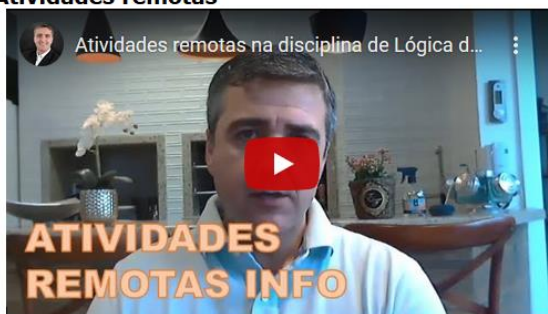 Atividades remotas
Atividades remotas na disciplina de Lógica d...
ATIVIDADES
REMOTAS INFO